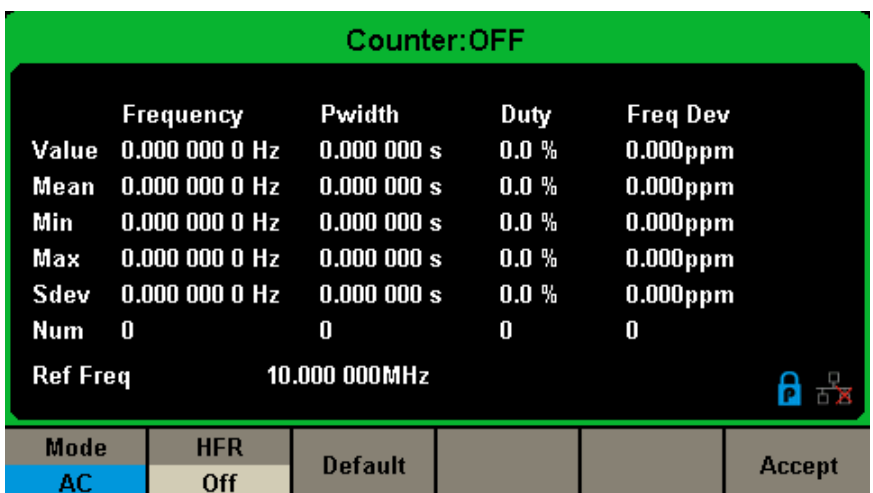 Counter:OFF
Frequency Pwidth Duty Freq Dev
Value 0.000 000 0 Hz 0.000 000 s 0.0 % 0.000ppm
Mean 0.000 000 0 Hz 0.000 000 s 0.0 % 0.000ppm
Min 0.000 000 0 Hz 0.000 000 s 0.0 % 0.000ppm
Max 0.000 000 0 Hz 0.000 000 s 0.0 % 0.000ppm
Sdev 0.000 000 0 Hz 0.000 000 s 0.0 % 0.000ppm
Num 0 0 0 0
Ref Freq 10.000 000MHz
P
Mode HFR Default Accept
AC Off